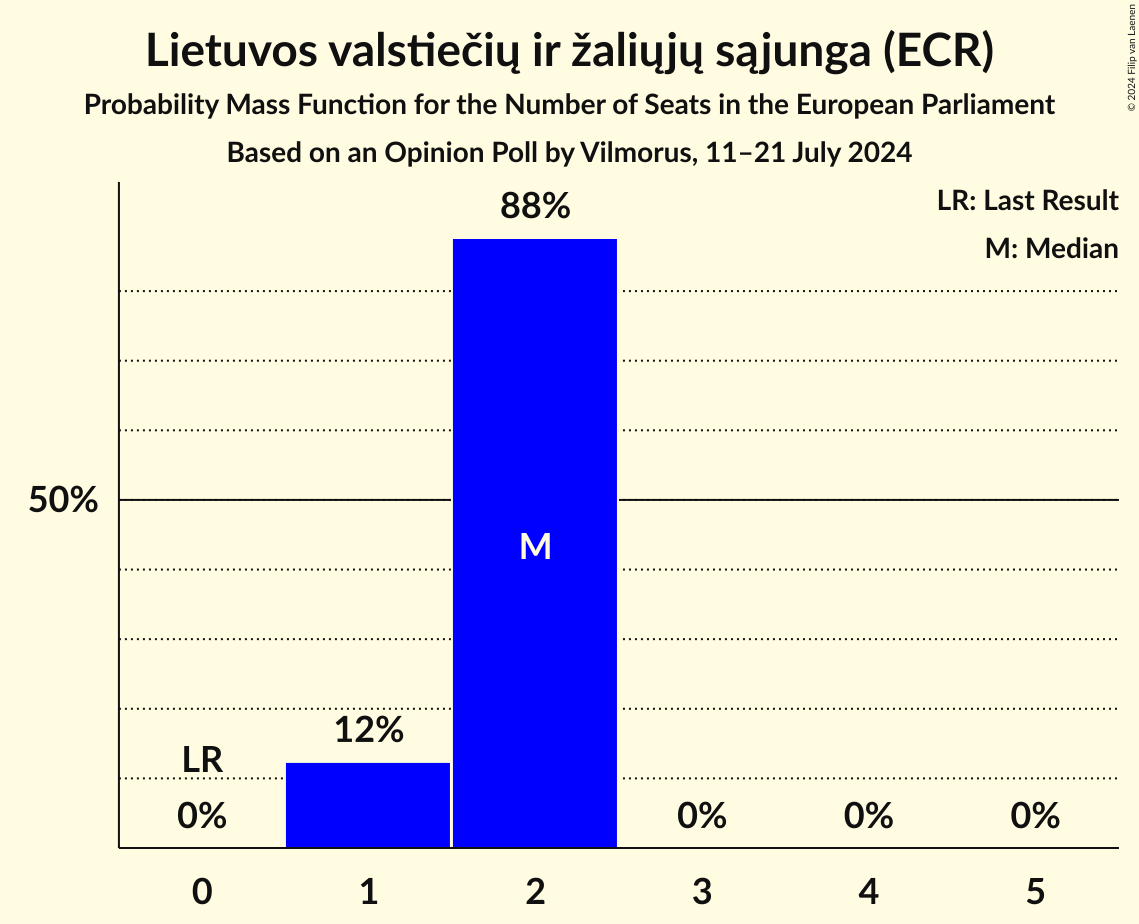 Lietuvos valstiečių ir žaliųjų sąjunga (ECR)
Probability Mass Function for the Number of Seats in the European Parliament
Based on an Opinion Poll by Vilmorus, 11–21 July 2024
© 2024 Filip van Laenen
LR: Last Result
M: Median
88%
50%
M
12%
LR
0%
0%
0%
0%
0 1 2 3 4 5